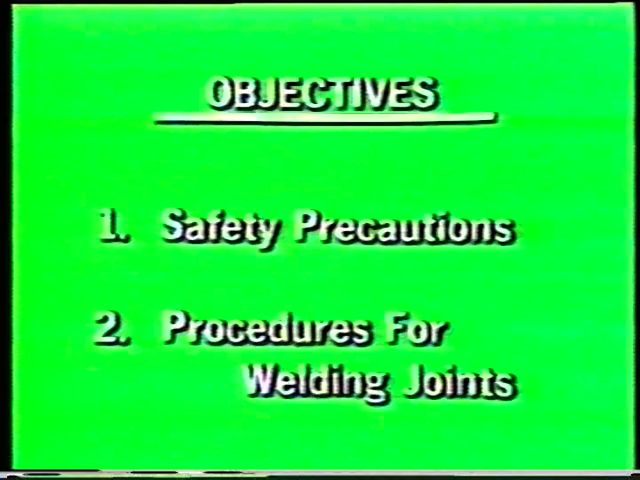 OBJECTIVES
1. Safety Precautions
2. Procedures For
Welding Joints